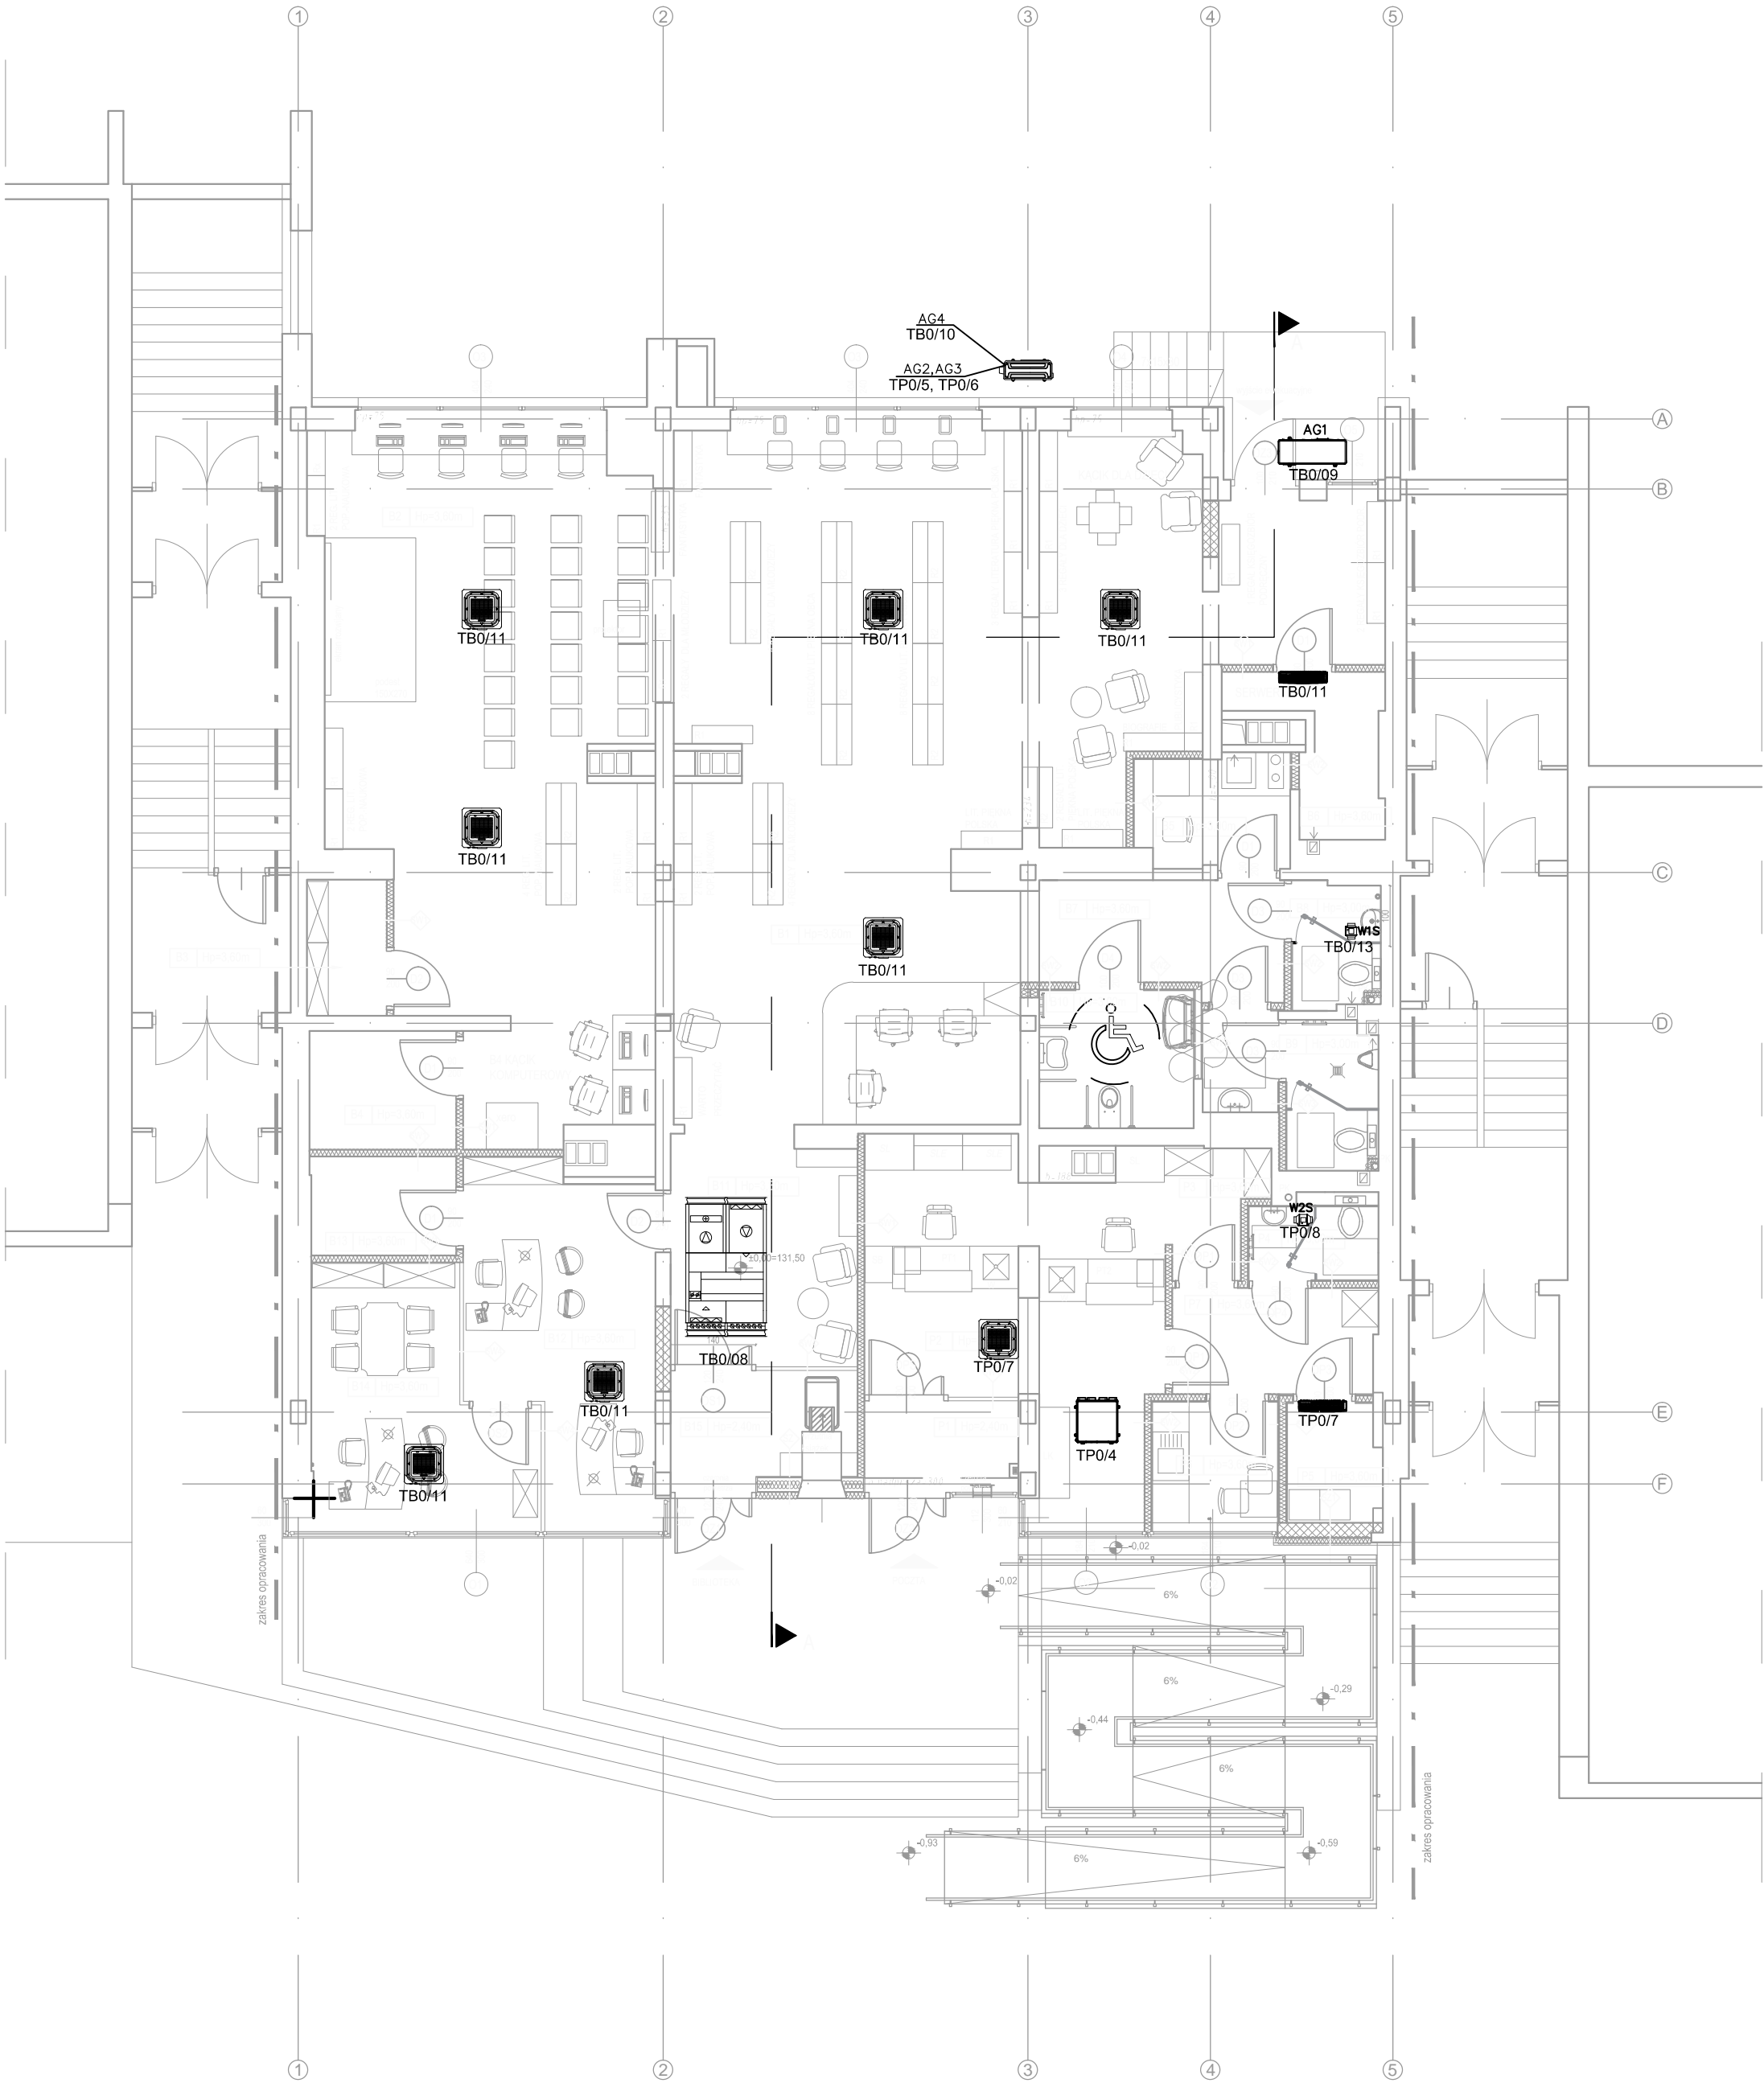 1 2 3 4 5
AG4
TB0/10
AG2,AG3
TP0/5, TP0/6
A
AG1
TB0/09
B
TB0/11 TB0/11 TB0/11
TB0/11
TB0/11
C
TB0/11
W1S
TB0/13
D
W2S
TP0/8
±0,00=131,50
140
TB0/08
TP0/7
TB0/11
TP0/7
E
TP0/4
TB0/11
F
zakres opracowania
-0,02
-0,02
6%
6%
-0,29
-0,44
6%
zakres opracowania
-0,93
-0,59
6%
1 2 3 4 5